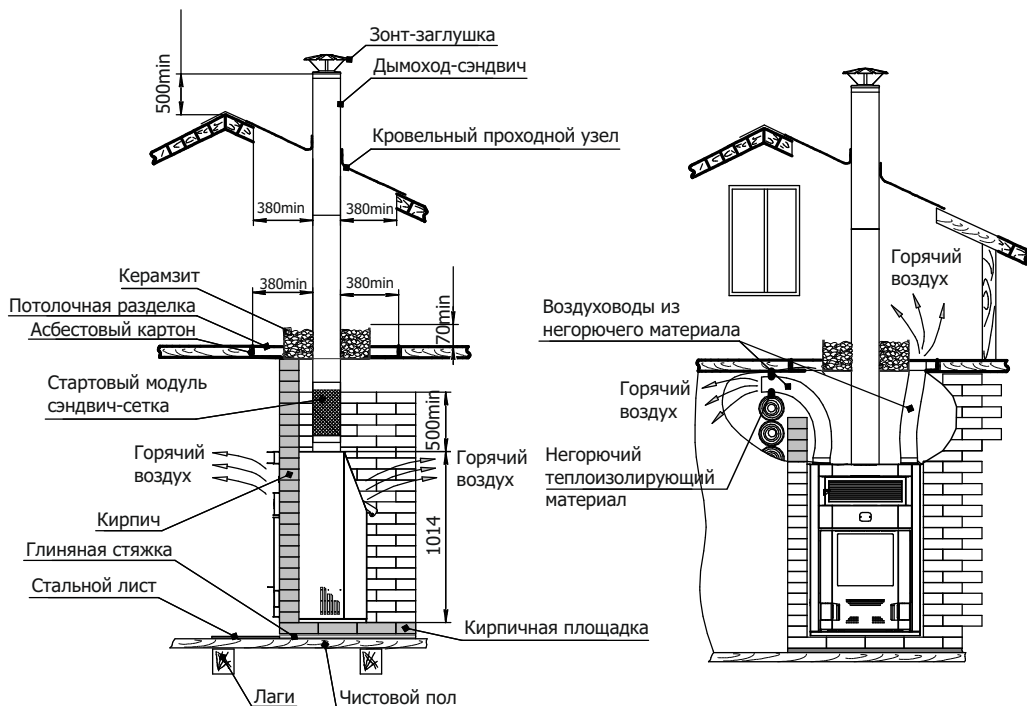 Зонт-заглушка
Дымоход-сэндвич
500min
Кровельный проходной узел
380min
380min
Керамзит
380min
380min
Потолочная разделка
Асбестовый картон
70min
Стартовый модуль
сэндвич-сетка
500min
Горячий
воздух
Горячий
воздух
Кирпич
1014
Глиняная стяжка
Стальной лист
Кирпичная площадка
Лаги
Чистовой пол
Горячий
воздух
Воздуховоды из
негорючего материала
Горячий
воздух
Негорючий
теплоизолирующий
материал